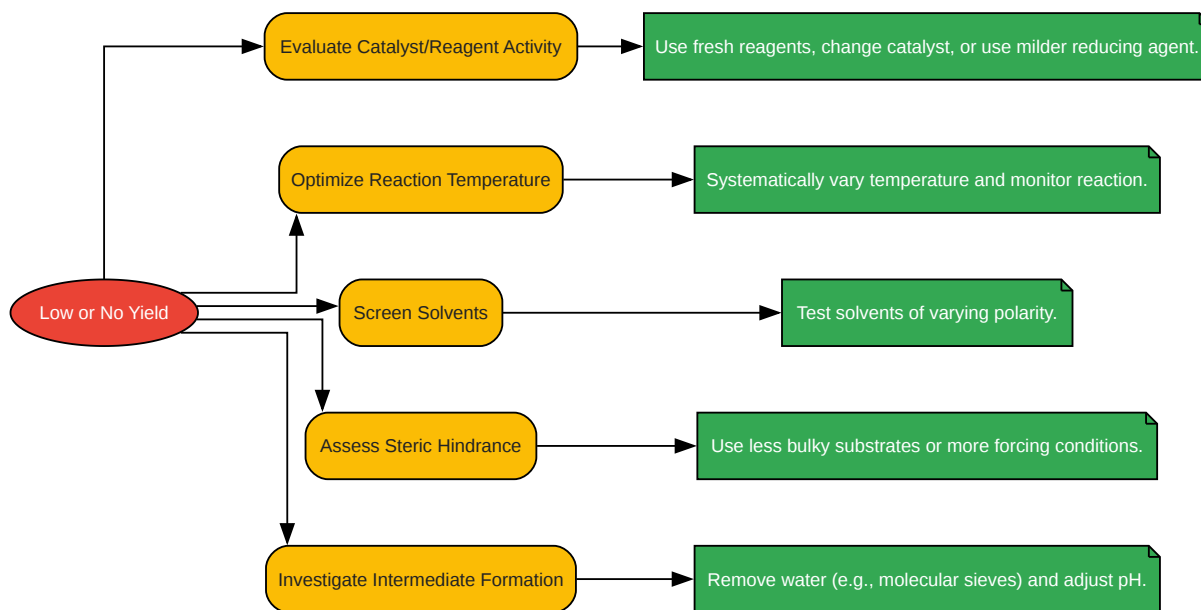 Evaluate Catalyst/Reagent Activity
Use fresh reagents, change catalyst, or use milder reducing agent.
Optimize Reaction Temperature
Systematically vary temperature and monitor reaction.
Low or No Yield
Screen Solvents
Test solvents of varying polarity.
Assess Steric Hindrance
Use less bulky substrates or more forcing conditions.
Investigate Intermediate Formation
Remove water (e.g., molecular sieves) and adjust pH.